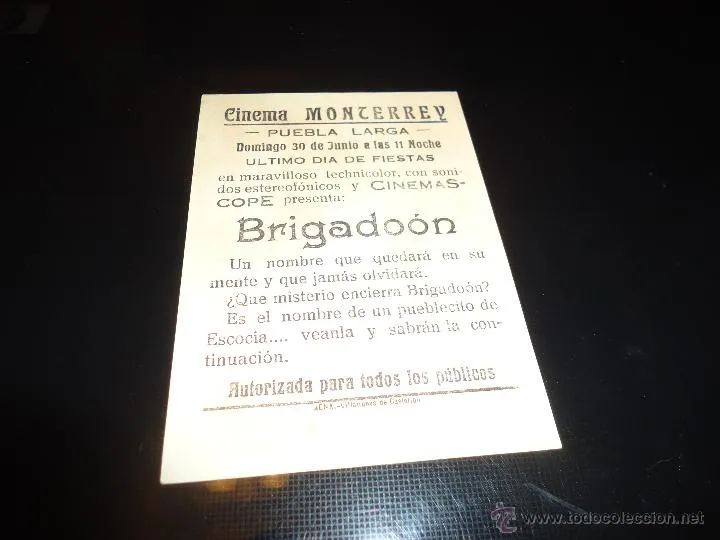 Cinema MONTERREY
— PUEBLA LARGA —
Domingo 30 de Junio a las 11 Noche
ULTIMO DIA DE FIESTAS
en maravilloso technicolor, con soni-
dos estereofónicos y CINEMAS-
COPE presenta:
Brigadoón
Un nombre que quedará en su
mente y que jamás olvidará.
¿Que misterio encierra Brigadoón?
Es el nombre de un pueblecito de
Escocia.... veanla y sabrán la con-
tinuación.
Autorizada para todos los públicos
de Castellón
www.todocoleccion.net